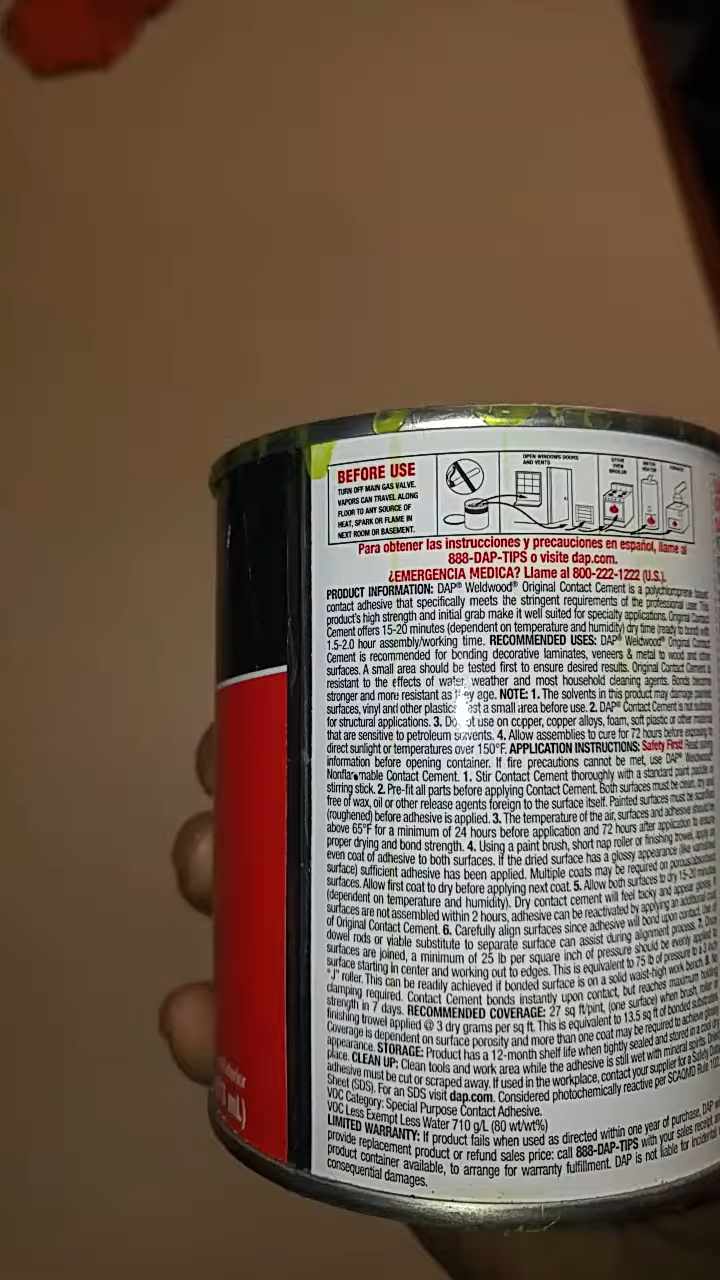 BEFORE USE
TURN OFF MAIN GAS VALVE.
VAPORS CAN TRAVEL ALONG
FLOOR TO ANY SOURCE OF
HEAT, SPARK OR FLAME IN
NEXT ROOM OR BASEMENT.
OPEN WINDOWS DOORS
AND VENTS
STOVE
OVEN
BROILER
WATER
HEATER
FURNACE
Para obtener las instrucciones y precauciones en español, llame al
888-DAP-TIPS o visite dap.com.
¿EMERGENCIA MEDICA? Llame al 800-222-1222 (U.S.).
PRODUCT INFORMATION: DAP® Weldwood® Original Contact Cement is a polychloroprene based
contact adhesive that specifically meets the stringent requirements of the professional user. This
product's high strength and initial grab make it well suited for specialty applications. Original Contact
Cement offers 15-20 minutes (dependent on temperature and humidity) dry time (ready to bond) with
1.5-2.0 hour assembly/working time. RECOMMENDED USES: DAP® Weldwood® Original Contact
Cement is recommended for bonding decorative laminates, veneers & metal to wood and other
surfaces. A small area should be tested first to ensure desired results. Original Contact Cement is
resistant to the effects of water, weather and most household cleaning agents. Bonds become
stronger and more resistant as they age. NOTE: 1. The solvents in this product may damage painted
surfaces, vinyl and other plastics. Test a small area before use. 2. DAP® Contact Cement is not suitable
for structural applications. 3. Do not use on copper, copper alloys, foam, soft plastic or other material
that are sensitive to petroleum solvents. 4. Allow assemblies to cure for 72 hours before exposing to
direct sunlight or temperatures over 150°F. APPLICATION INSTRUCTIONS: Safety First! Read safety
information before opening container. If fire precautions cannot be met, use DAP® Weldwood®
Nonflammable Contact Cement. 1. Stir Contact Cement thoroughly with a standard paint paddle or
stirring stick. 2. Pre-fit all parts before applying Contact Cement. Both surfaces must be clean, dry and
free of wax, oil or other release agents foreign to the surface itself. Painted surfaces must be scarified
(roughened) before adhesive is applied. 3. The temperature of the air, surfaces and adhesive should be
above 65°F for a minimum of 24 hours before application and 72 hours after application to ensure
proper drying and bond strength. 4. Using a paint brush, short nap roller or finishing trowel, apply an
even coat of adhesive to both surfaces. If the dried surface has a glossy appearance (like varnished
surface) sufficient adhesive has been applied. Multiple coats may be required on porous/absorbent
surfaces. Allow first coat to dry before applying next coat. 5. Allow both surfaces to dry 15-20 minutes
(dependent on temperature and humidity). Dry contact cement will feel tacky and appear glossy. If
surfaces are not assembled within 2 hours, adhesive can be reactivated by applying an additional coat
of Original Contact Cement. 6. Carefully align surfaces since adhesive will bond upon contact. Use of
dowel rods or viable substitute to separate surface can assist during alignment process. 7. Once
surfaces are joined, a minimum of 25 lb per square inch of pressure should be evenly applied to
surface starting in center and working out to edges. This is equivalent to 75 lb of pressure to a 3 inch
"J" roller. This can be readily achieved if bonded surface is on a solid waist-high work bench. 8. No
clamping required. Contact Cement bonds instantly upon contact, but reaches maximum holding
strength in 7 days. RECOMMENDED COVERAGE: 27 sq ft/pint, (one surface) when brush, roller or
finishing trowel applied @ 3 dry grams per sq ft. This is equivalent to 13.5 sq ft of bonded substrate.
Coverage is dependent on surface porosity and more than one coat may be required to achieve glossy
appearance. STORAGE: Product has a 12-month shelf life when tightly sealed and stored in a cool
place. CLEAN UP: Clean tools and work area while the adhesive is still wet with mineral spirits. Dried
adhesive must be cut or scraped away. If used in the workplace, contact your supplier for a Safety Data
Sheet (SDS). For an SDS visit dap.com. Considered photochemically reactive per SCAQMD Rule 102.
VOC Category: Special Purpose Contact Adhesive.
VOC Less Exempt Less Water 710 g/L (80 wt/wt%)
LIMITED WARRANTY: If product fails when used as directed within one year of purchase, DAP
provide replacement product or refund sales price: call 888-DAP-TIPS with your sales receipt
product container available, to arrange for warranty fulfillment. DAP is not liable for incidental
consequential damages.
mL)